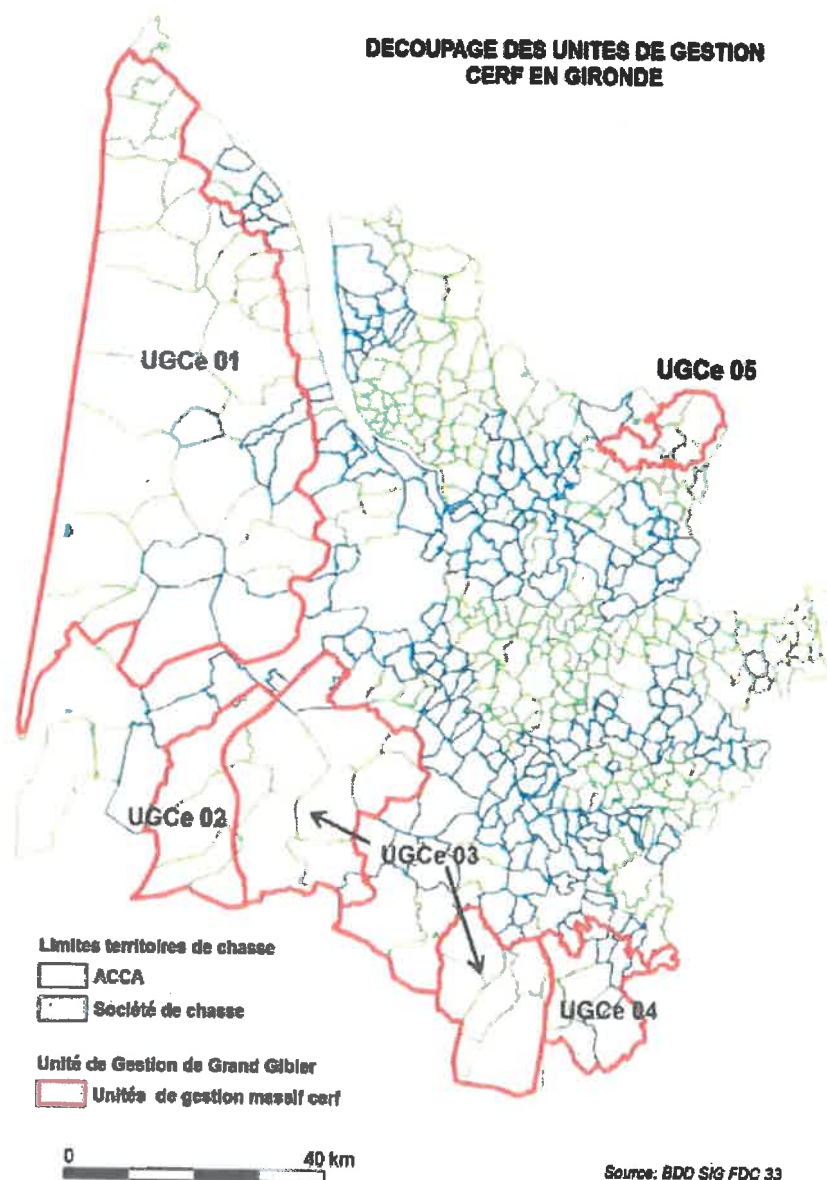 DECOUPAGE DES UNITES DE GESTION
CERF EN GIRONDE
UGCe 01
UGCe 05
UGCe 02
UGCe 03
UGCe 04
Limites territoires de chasse
ACCA
Société de chasse
Unité de Gestion de Grand Gibier
Unités de gestion massif cerf
0 40 km
Source: BDD SIG FDC 33